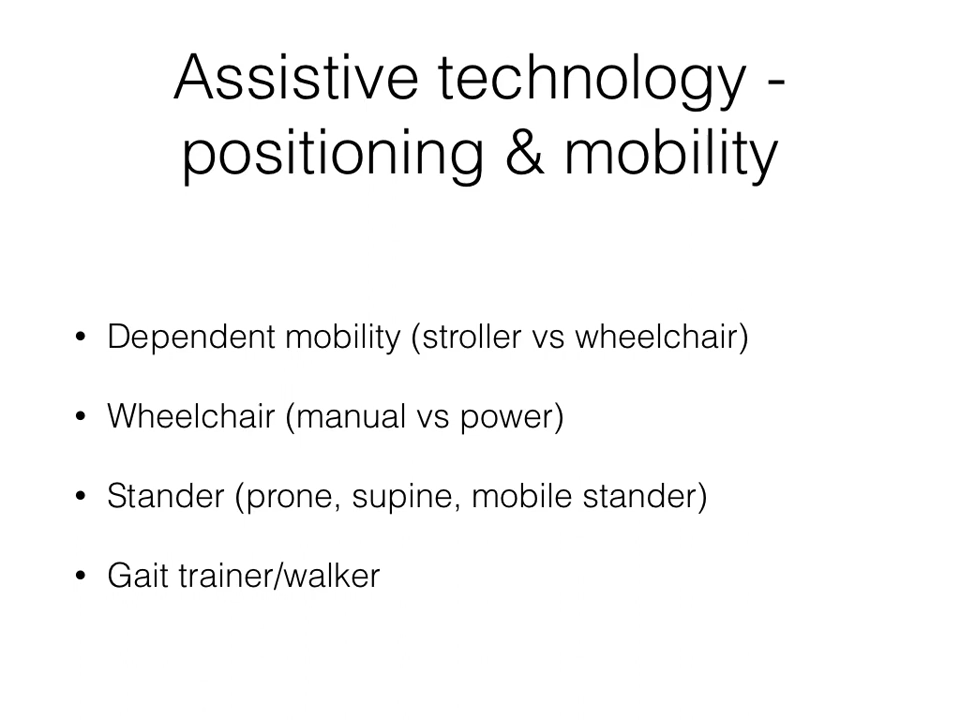 Assistive technology -
positioning & mobility
• Dependent mobility (stroller vs wheelchair)
• Wheelchair (manual vs power)
• Stander (prone, supine, mobile stander)
• Gait trainer/walker